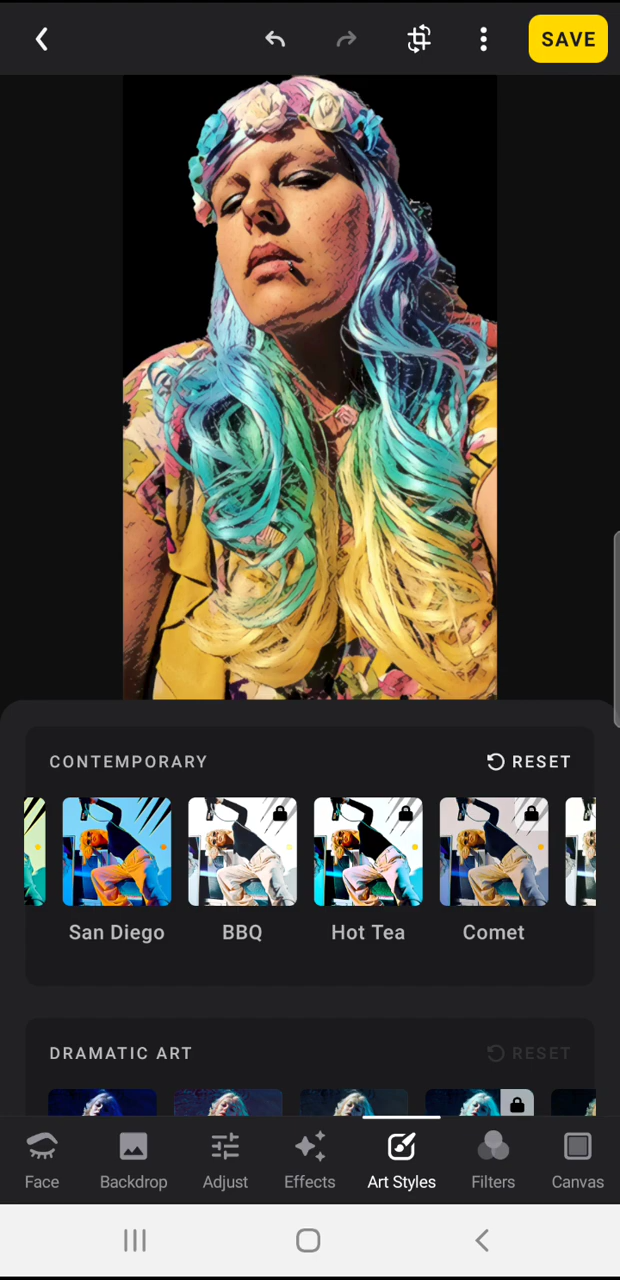 SAVE
CONTEMPORARY
RESET
San Diego
BBQ
Hot Tea
Comet
DRAMATIC ART
RESET
Face
Backdrop
Adjust
Effects
Art Styles
Filters
Canvas